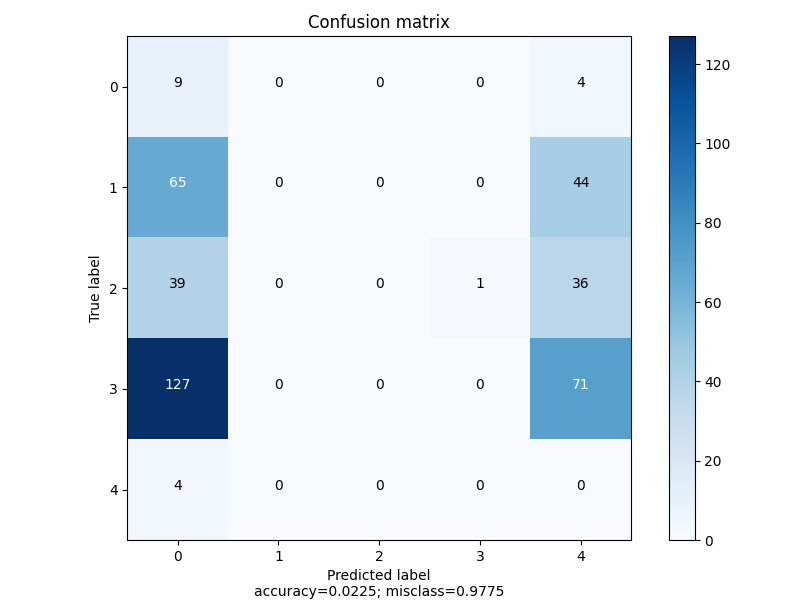 Confusion matrix
0 9 0 0 0 4
1 65 0 0 0 44
2 39 0 0 1 36
3 127 0 0 0 71
4 4 0 0 0 0
0 1 2 3 4
True label
Predicted label
accuracy=0.0225; misclass=0.9775
120
100
80
60
40
20
0